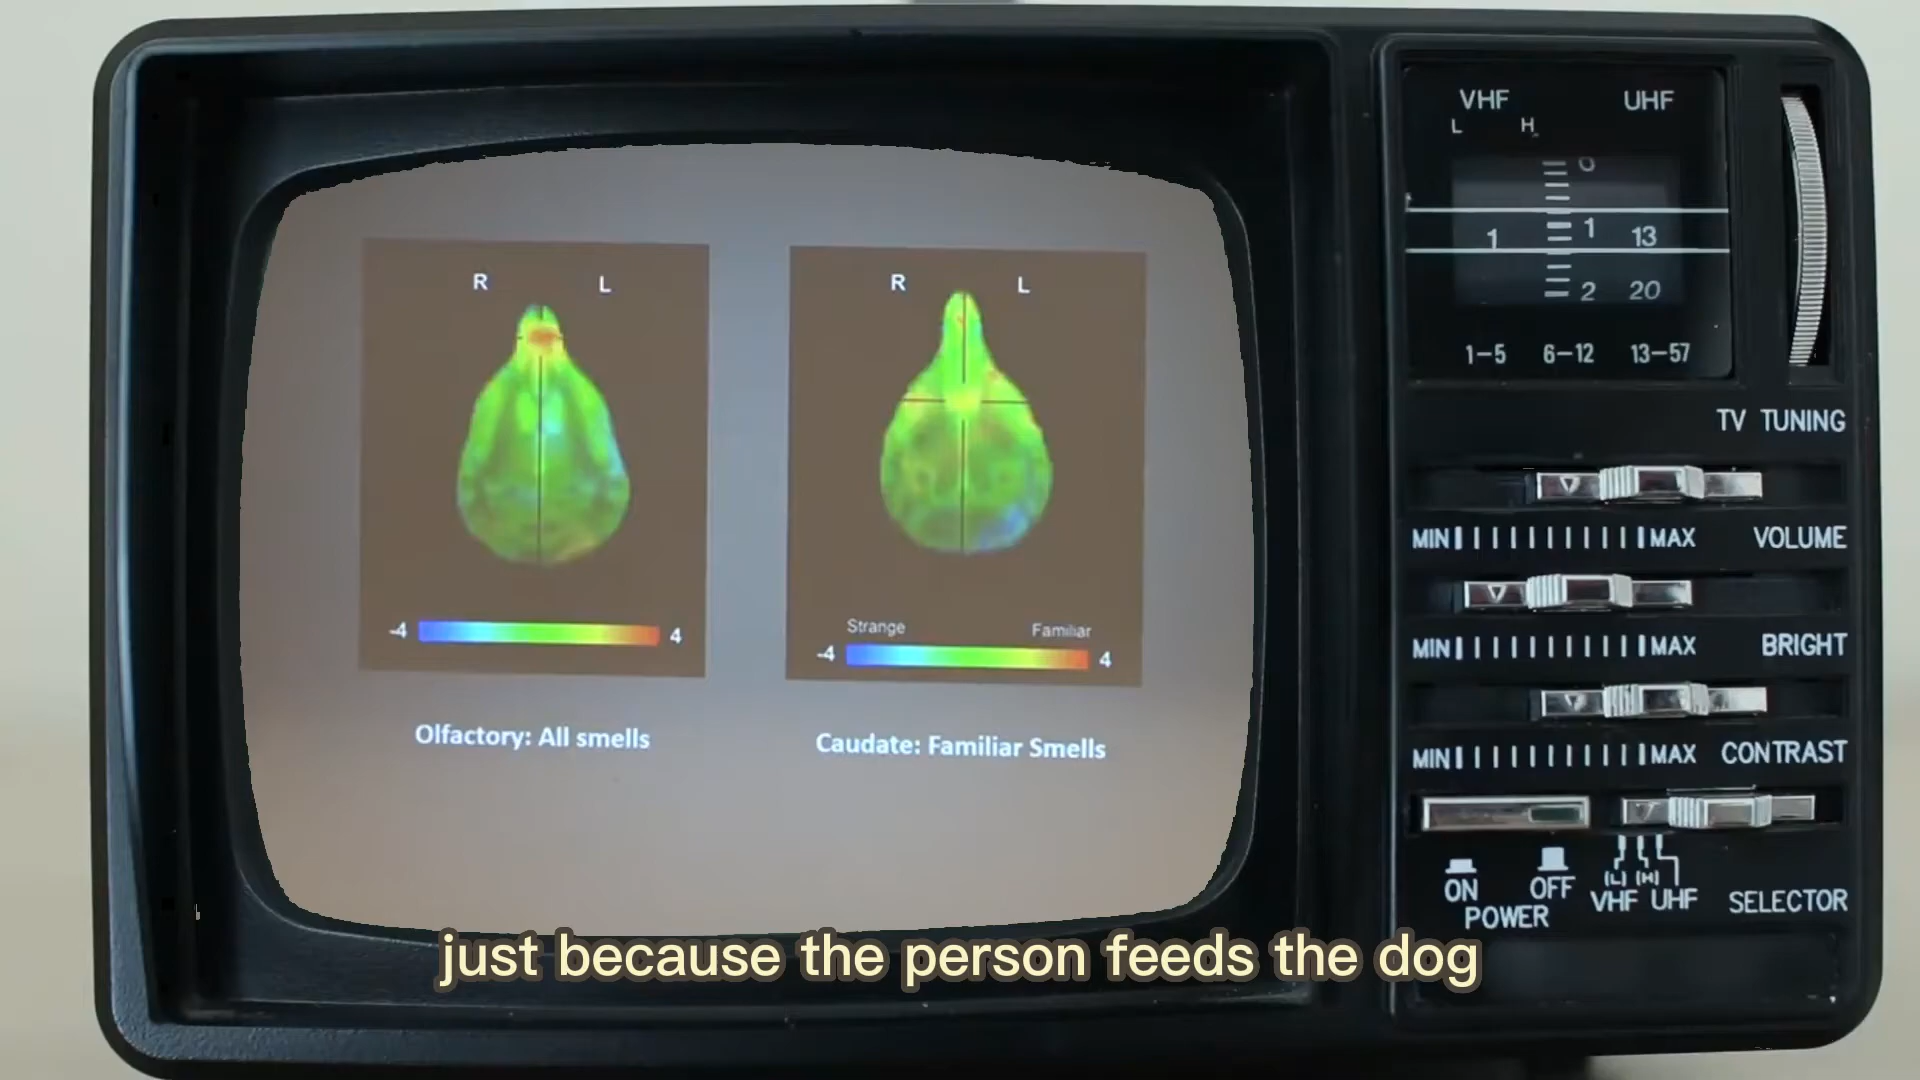 R L
-4 4
Olfactory: All smells
R L
Strange Familiar
-4 4
Caudate: Familiar Smells
VHF UHF
L H
0
1 1 13
2 20
1-5 6-12 13-57
TV TUNING
MIN MAX VOLUME
MIN MAX BRIGHT
MIN MAX CONTRAST
ON OFF
POWER
(L) (H)
VHF UHF
SELECTOR
just because the person feeds the dog